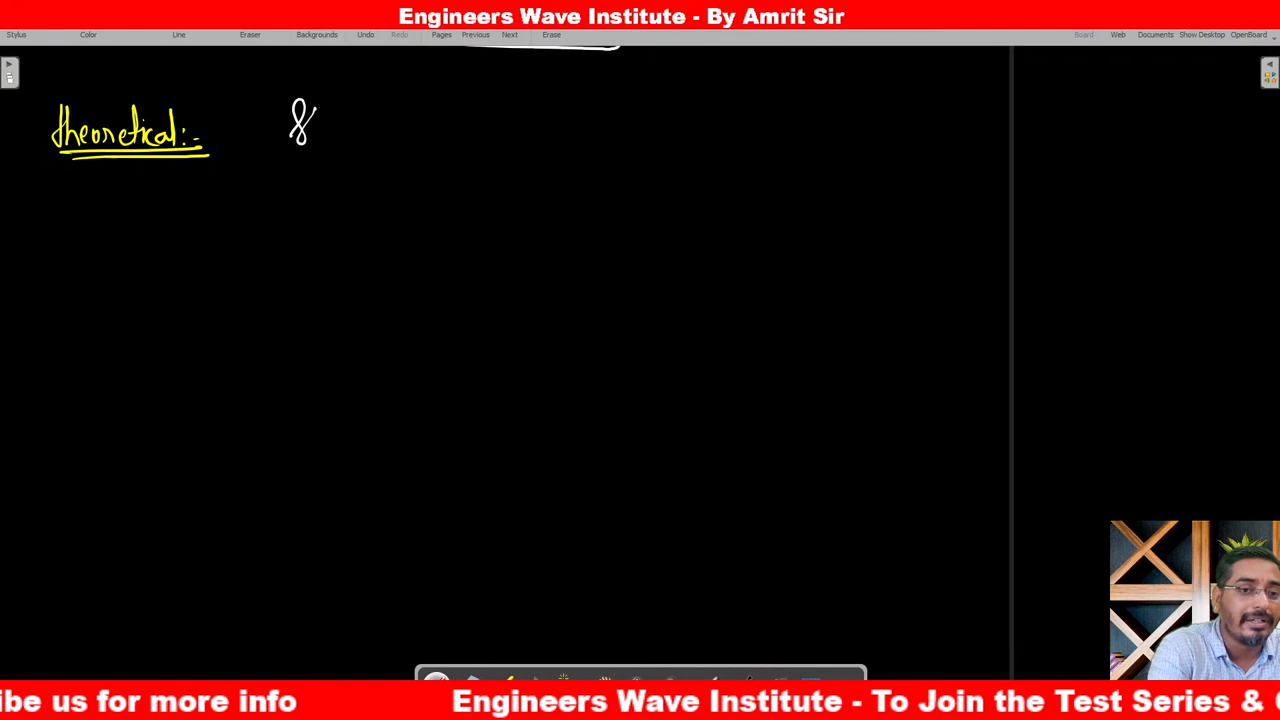 Engineers Wave Institute - By Amrit Sir
Stylus Color Line Eraser Backgrounds Undo Redo Pages Previous Next Erase Board Web Documents Show Desktop OpenBoard
theoretical:- 8
ibe us for more info Engineers Wave Institute - To Join the Test Series &